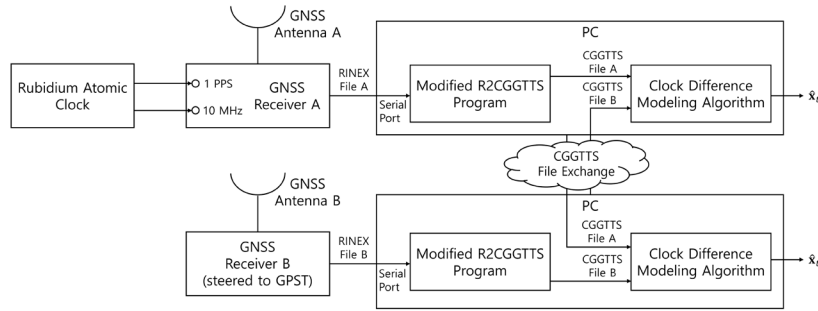 GNSS
Antenna A
PC
Rubidium Atomic
Clock
1 PPS
10 MHz
GNSS
Receiver A
RINEX
File A
Serial
Port
Modified R2CGGTTS
Program
CGGTTS
File A
CGGTTS
File B
Clock Difference
Modeling Algorithm
x̂t
CGGTTS
File Exchange
GNSS
Antenna B
PC
GNSS
Receiver B
(steered to GPST)
RINEX
File B
Serial
Port
Modified R2CGGTTS
Program
CGGTTS
File A
CGGTTS
File B
Clock Difference
Modeling Algorithm
x̂t